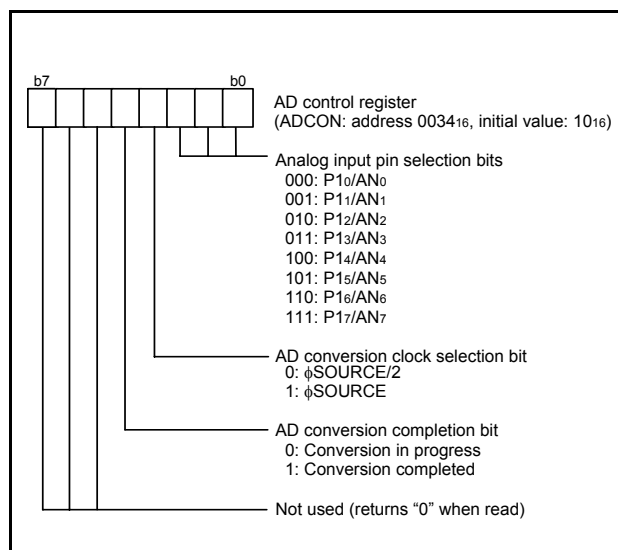 b7 b0
AD control register
(ADCON: address 0034₁₆, initial value: 10₁₆)
Analog input pin selection bits
000: P1₀/AN₀
001: P1₁/AN₁
010: P1₂/AN₂
011: P1₃/AN₃
100: P1₄/AN₄
101: P1₅/AN₅
110: P1₆/AN₆
111: P1₇/AN₇
AD conversion clock selection bit
0: ϕSOURCE/2
1: ϕSOURCE
AD conversion completion bit
0: Conversion in progress
1: Conversion completed
Not used (returns “0” when read)